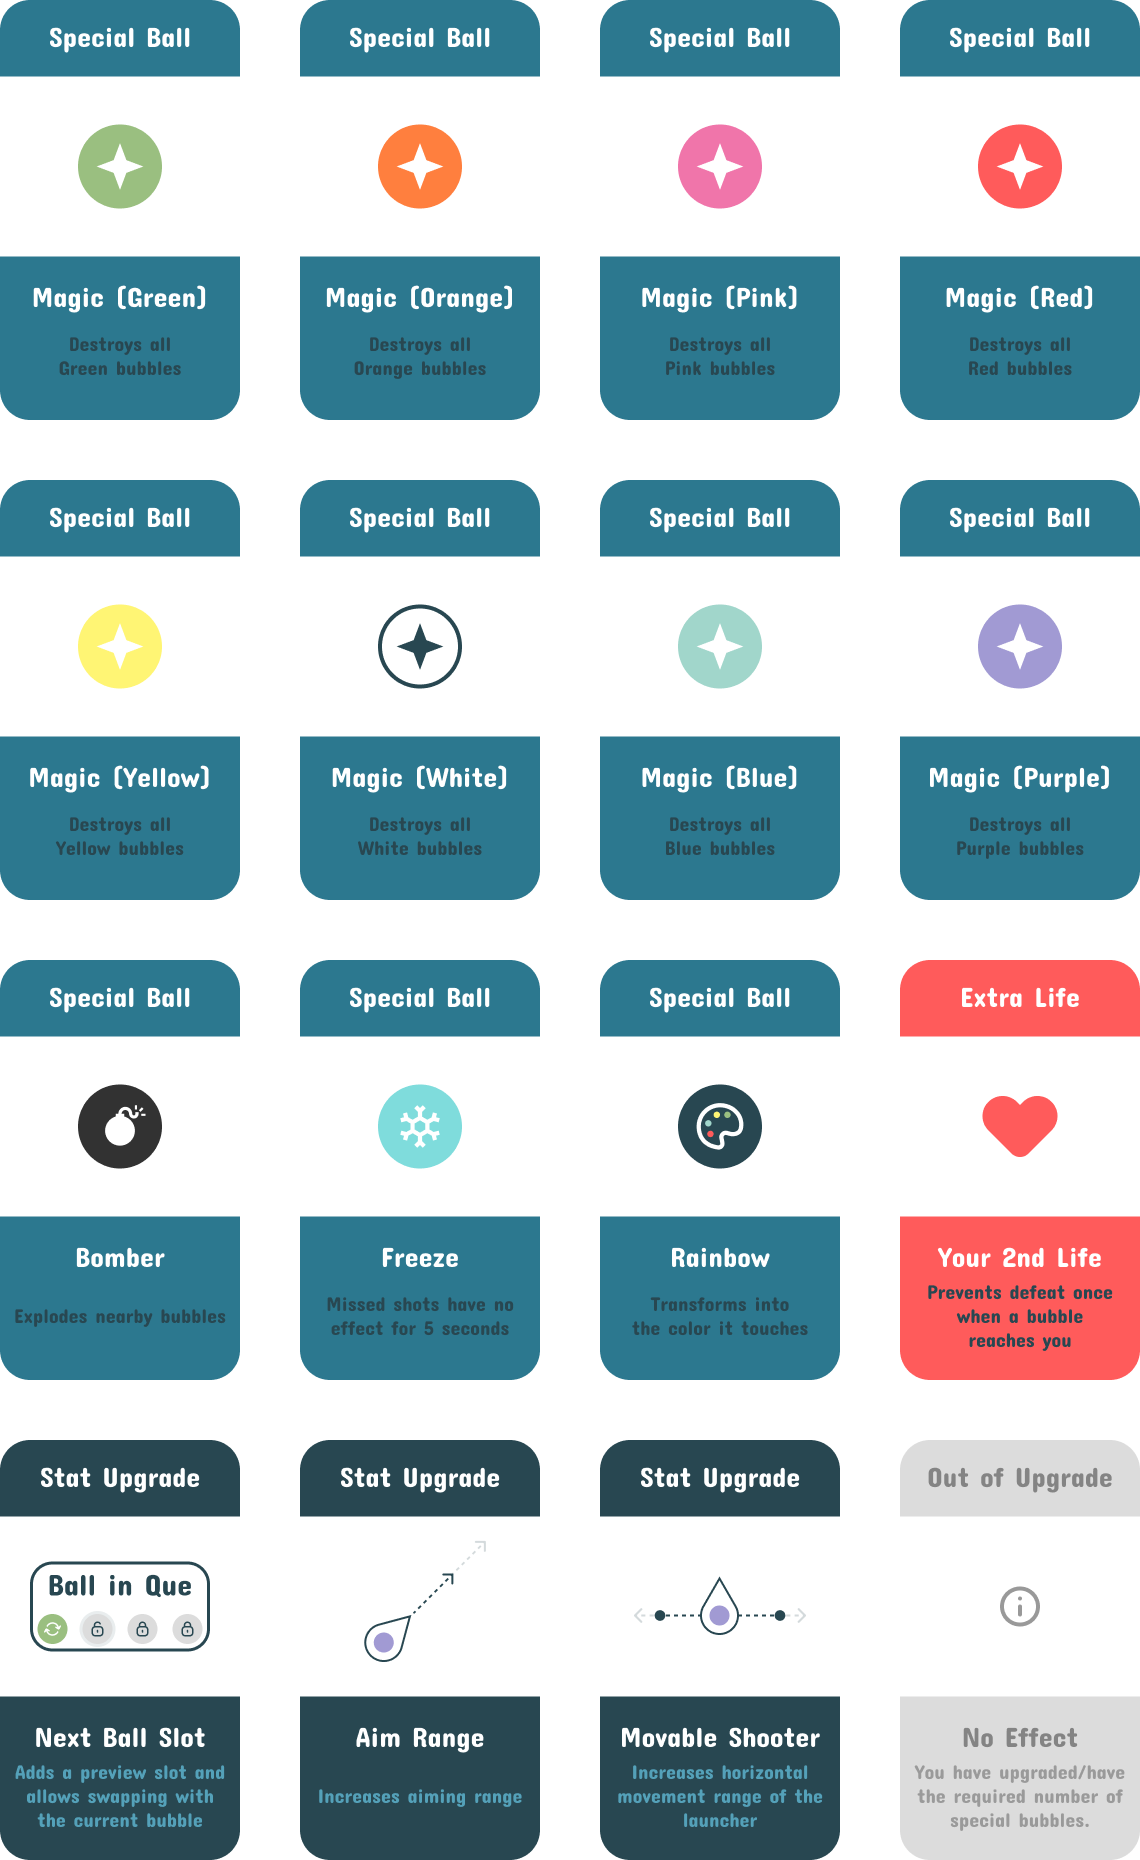 Special Ball
Magic (Green)
Destroys all
Green bubbles
Special Ball
Magic (Orange)
Destroys all
Orange bubbles
Special Ball
Magic (Pink)
Destroys all
Pink bubbles
Special Ball
Magic (Red)
Destroys all
Red bubbles
Special Ball
Magic (Yellow)
Destroys all
Yellow bubbles
Special Ball
Magic (White)
Destroys all
White bubbles
Special Ball
Magic (Blue)
Destroys all
Blue bubbles
Special Ball
Magic (Purple)
Destroys all
Purple bubbles
Special Ball
Bomber
Explodes nearby bubbles
Special Ball
Freeze
Missed shots have no
effect for 5 seconds
Special Ball
Rainbow
Transforms into
the color it touches
Extra Life
Your 2nd Life
Prevents defeat once
when a bubble
reaches you
Stat Upgrade
Ball in Que
Next Ball Slot
Adds a preview slot and
allows swapping with
the current bubble
Stat Upgrade
Aim Range
Increases aiming range
Stat Upgrade
Movable Shooter
Increases horizontal
movement range of the
launcher
Out of Upgrade
No Effect
You have upgraded/have
the required number of
special bubbles.